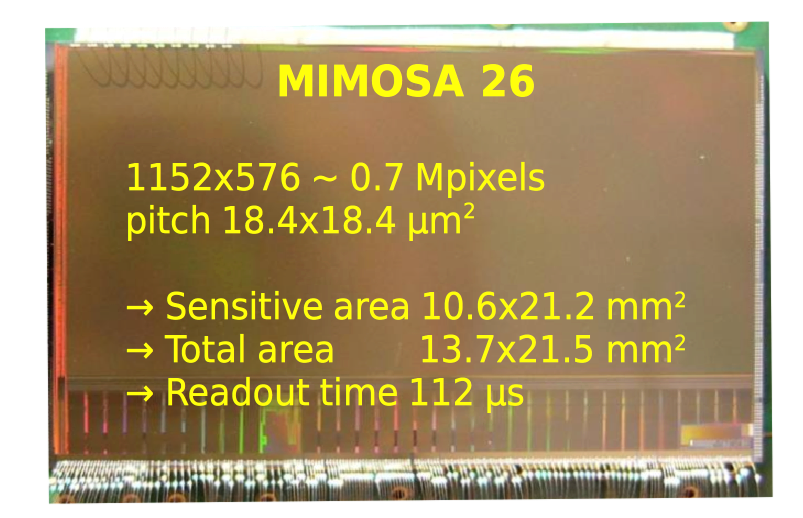 MIMOSA 26
1152x576 ~ 0.7 Mpixels
pitch 18.4x18.4 µm²
→ Sensitive area 10.6x21.2 mm²
→ Total area 13.7x21.5 mm²
→ Readout time 112 µs